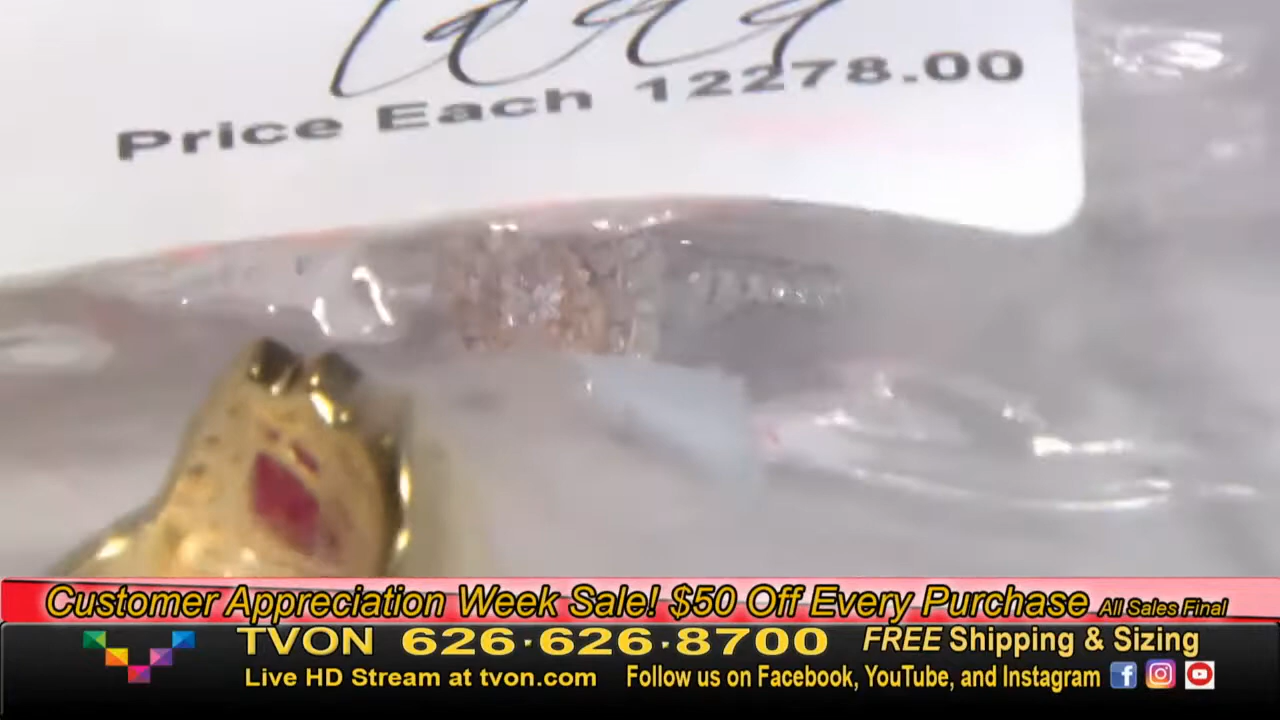 Price Each 12278.00
Customer Appreciation Week Sale! $50 Off Every Purchase All Sales Final
TVON 626·626·8700 FREE Shipping & Sizing
Live HD Stream at tvon.com Follow us on Facebook, YouTube, and Instagram